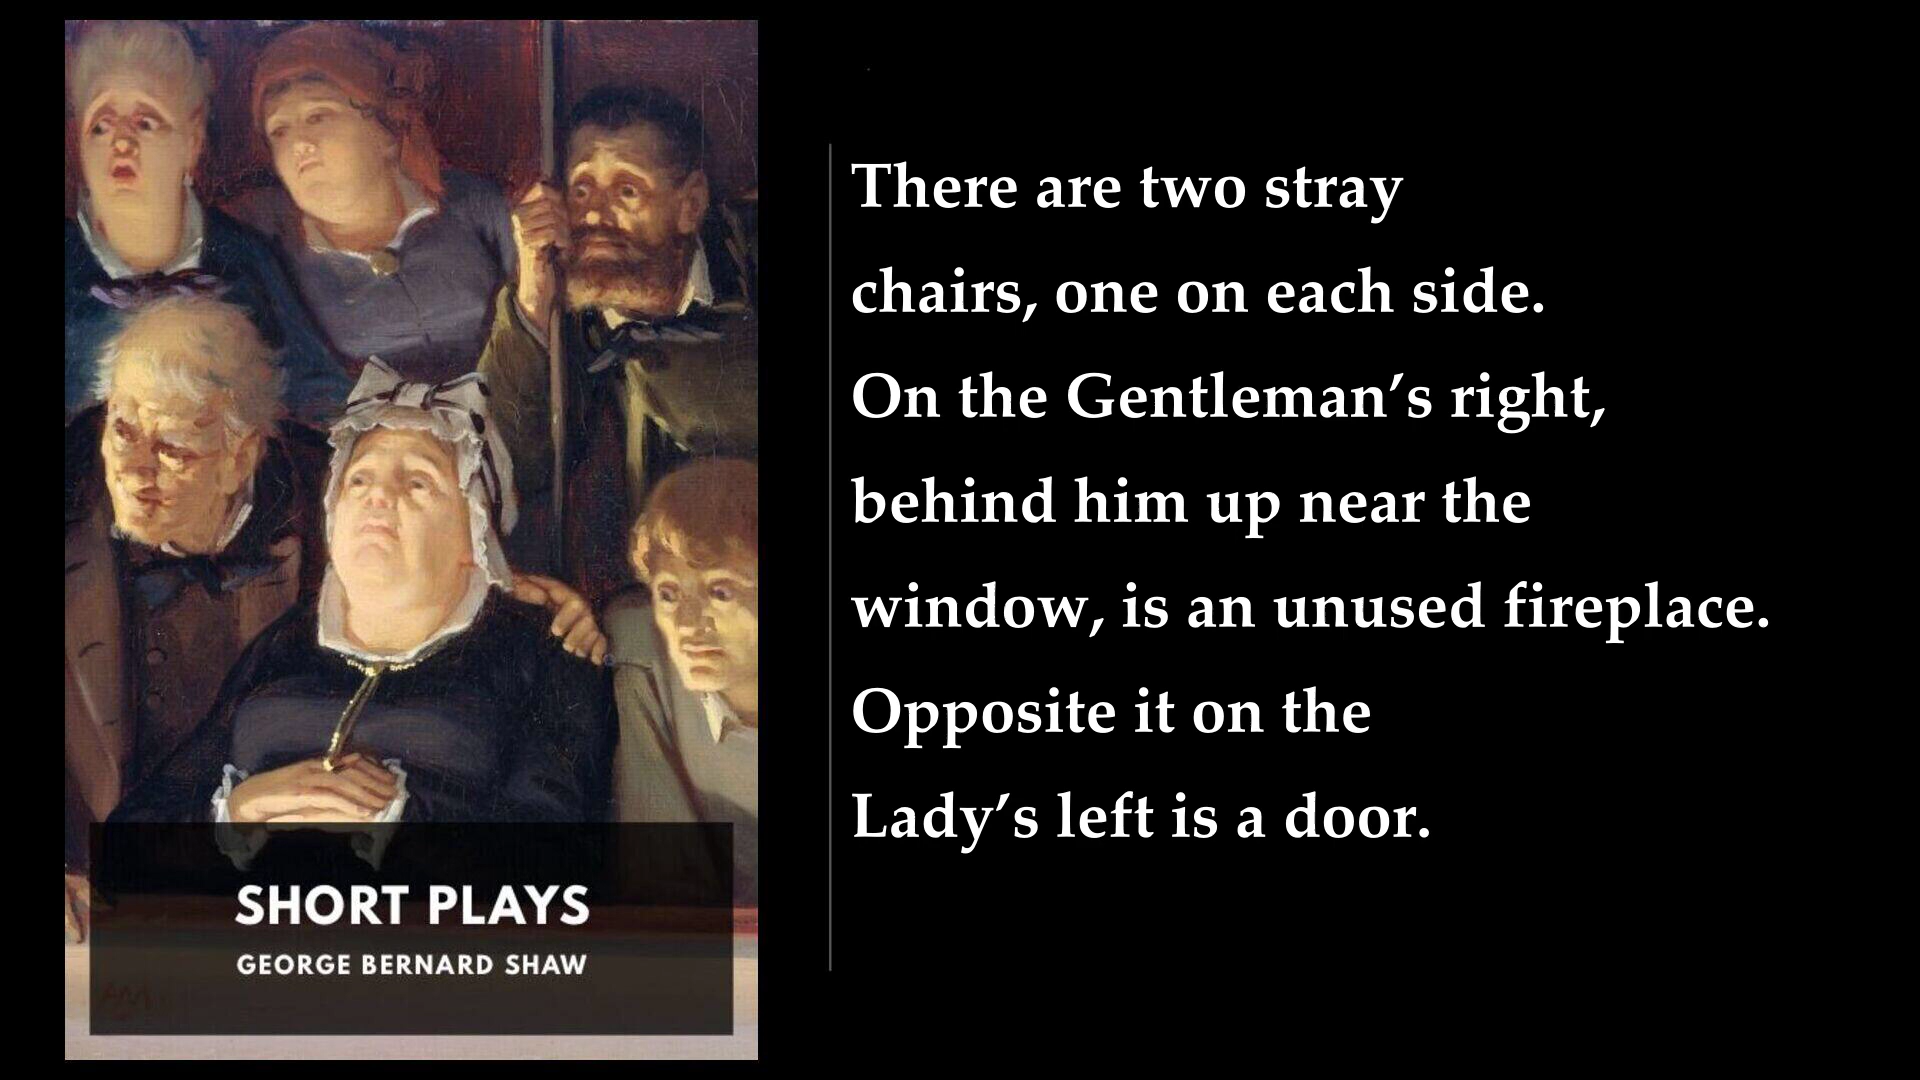 There are two stray
chairs, one on each side.
On the Gentleman’s right,
behind him up near the
window, is an unused fireplace.
Opposite it on the
Lady’s left is a door.
SHORT PLAYS
GEORGE BERNARD SHAW